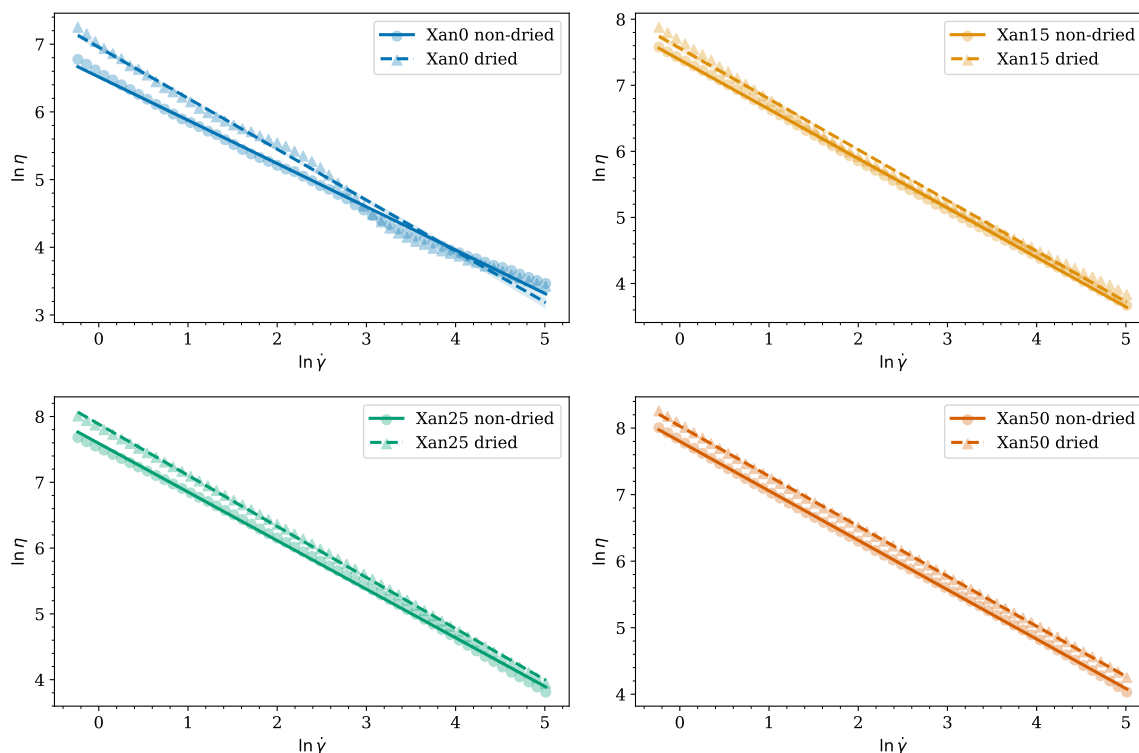 Xan0 non-dried
Xan0 dried
7
6
5
4
3
ln η
0 1 2 3 4 5
ln γ̇
Xan15 non-dried
Xan15 dried
8
7
6
5
4
ln η
0 1 2 3 4 5
ln γ̇
Xan25 non-dried
Xan25 dried
8
7
6
5
4
ln η
0 1 2 3 4 5
ln γ̇
Xan50 non-dried
Xan50 dried
8
7
6
5
4
ln η
0 1 2 3 4 5
ln γ̇